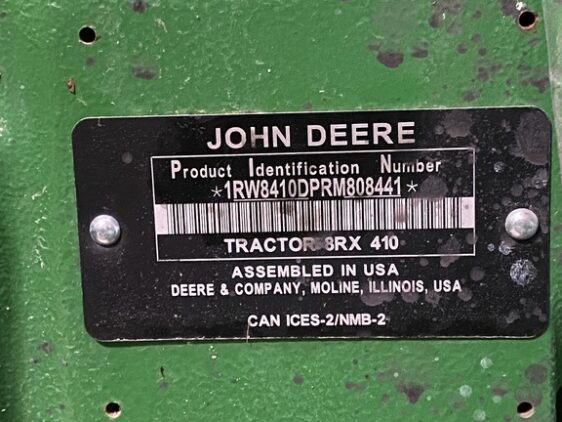 JOHN DEERE
Product Identification Number
*1RW8410DPRM808441*
TRACTOR 8RX 410
ASSEMBLED IN USA
DEERE & COMPANY, MOLINE, ILLINOIS, USA
CAN ICES-2/NMB-2